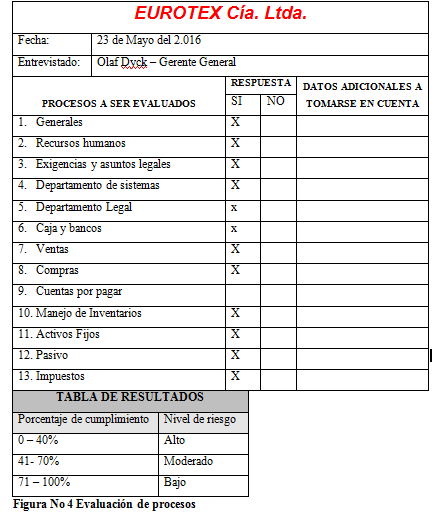 EUROTEX Cía. Ltda.
Fecha: 23 de Mayo del 2.016
Entrevistado: Olaf Dyck – Gerente General
PROCESOS A SER EVALUADOS RESPUESTA DATOS ADICIONALES A TOMARSE EN CUENTA
SI NO
1. Generales X
2. Recursos humanos X
3. Exigencias y asuntos legales X
4. Departamento de sistemas X
5. Departamento Legal x
6. Caja y bancos x
7. Ventas X
8. Compras X
9. Cuentas por pagar
10. Manejo de Inventarios X
11. Activos Fijos X
12. Pasivo X
13. Impuestos X
TABLA DE RESULTADOS
Porcentaje de cumplimiento Nivel de riesgo
0 – 40% Alto
41- 70% Moderado
71 – 100% Bajo
Figura No 4 Evaluación de procesos